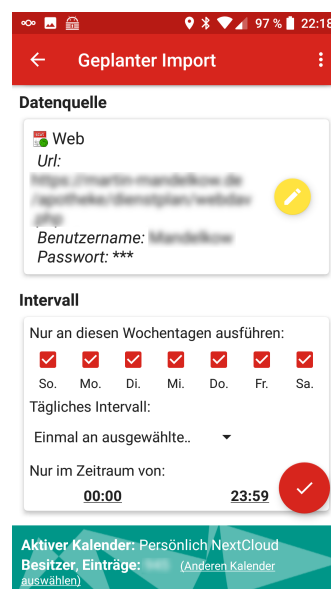 97 % 22:18
Geplanter Import
Datenquelle
Web
Url:
Benutzername:
Passwort: ***
Intervall
Nur an diesen Wochentagen ausführen:
So. Mo. Di. Mi. Do. Fr. Sa.
Tägliches Intervall:
Einmal an ausgewählte..
Nur im Zeitraum von:
00:00 23:59
Aktiver Kalender: Persönlich NextCloud
Besitzer, Einträge: (Anderen Kalender
auswählen)